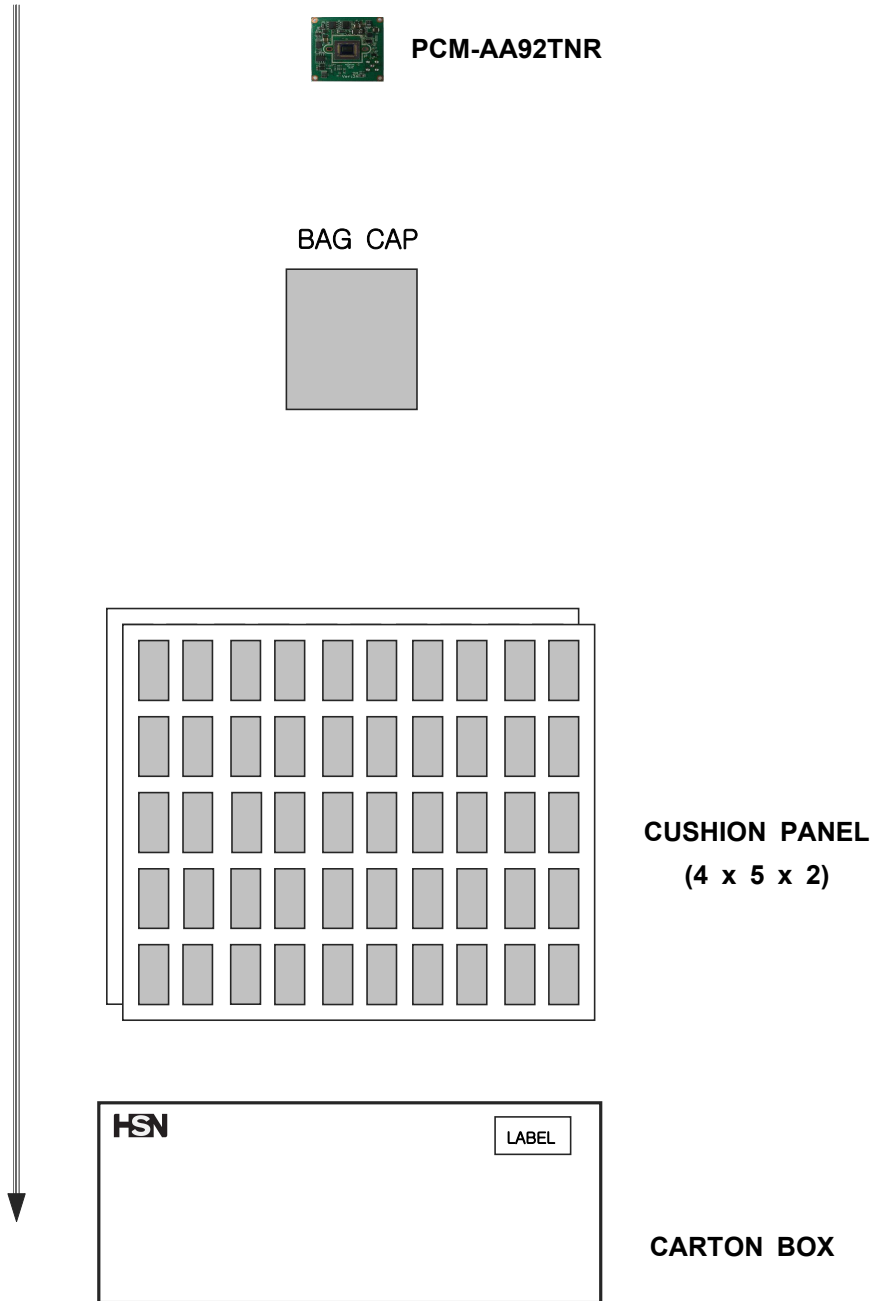 PCM-AA92TNR
BAG CAP
CUSHION PANEL
(4 x 5 x 2)
HSN
LABEL
CARTON BOX